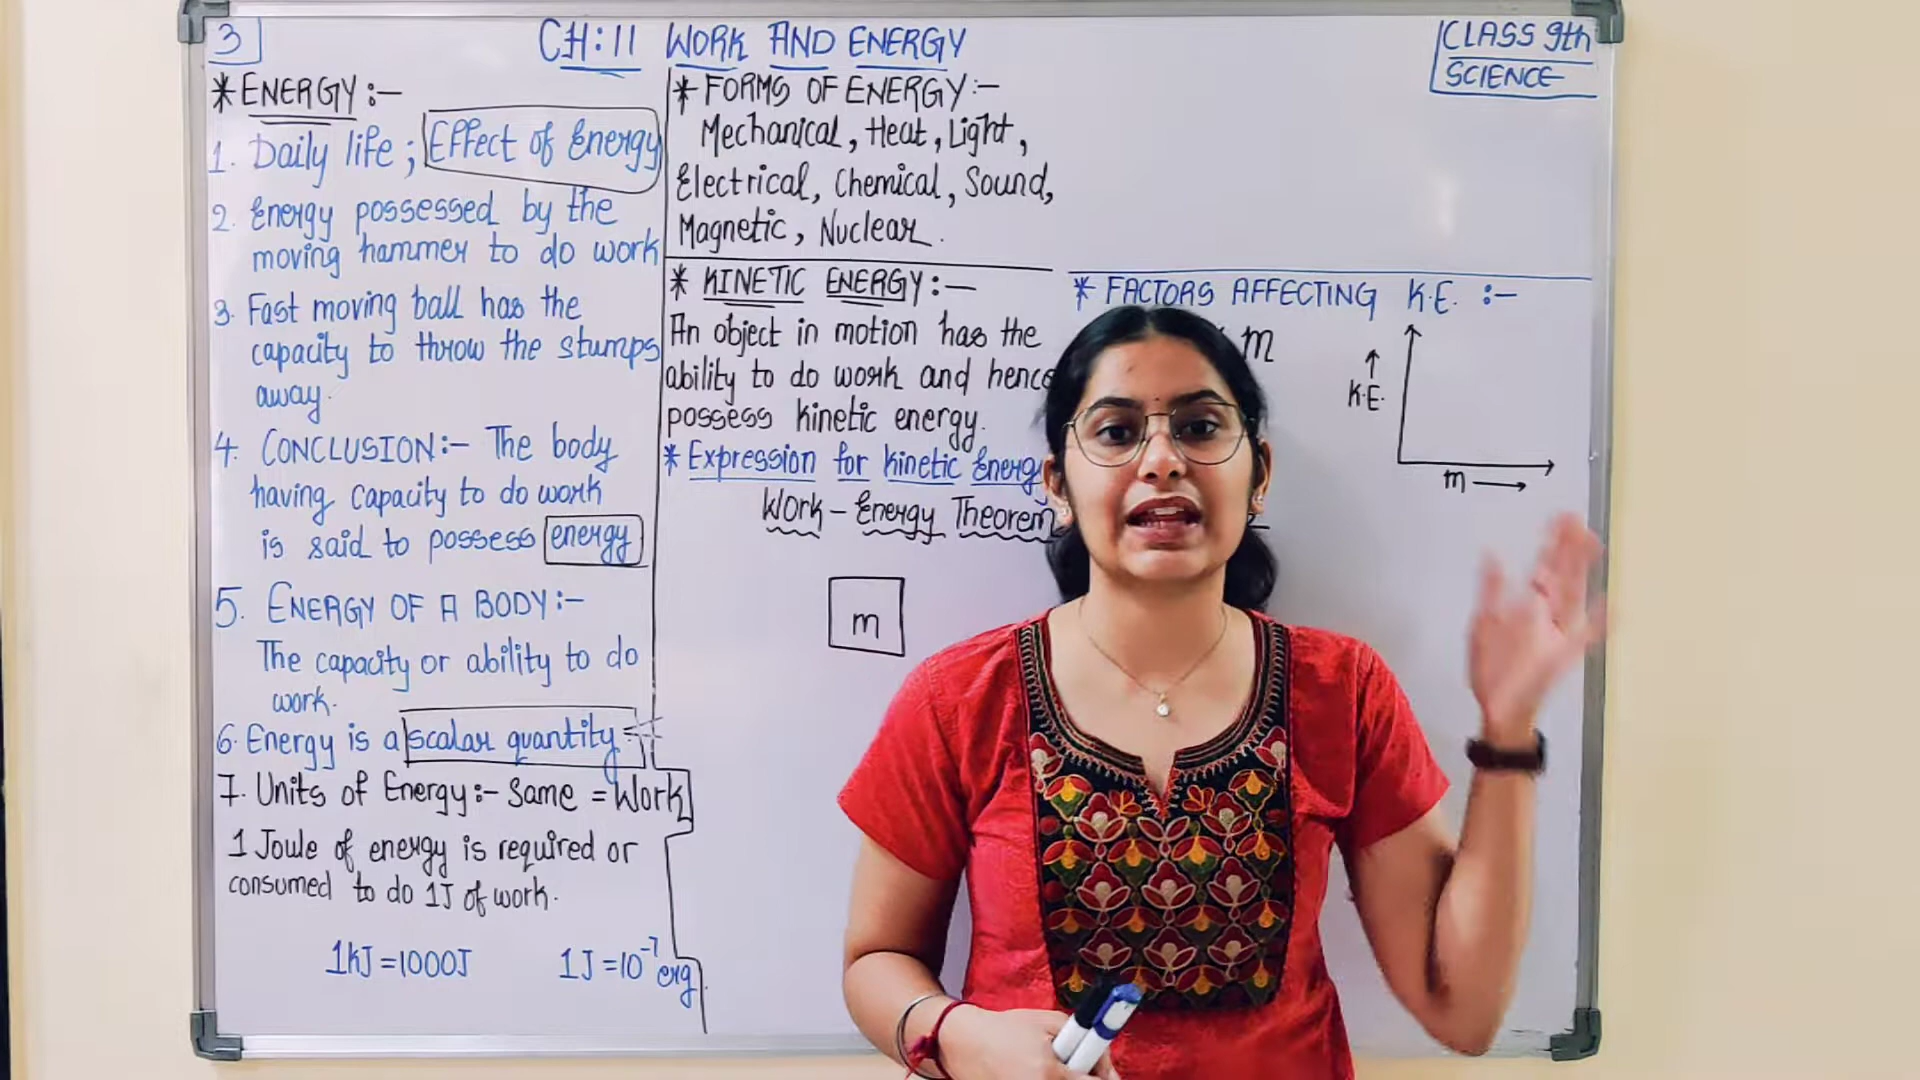 3
CH:11 WORK AND ENERGY
CLASS 9th
SCIENCE
* ENERGY:-
1. Daily life; Effect of Energy
2. Energy possessed by the
moving hammer to do work
3. Fast moving ball has the
capacity to throw the stumps
away.
4. CONCLUSION:- The body
having capacity to do work
is said to possess energy
5. ENERGY OF A BODY:-
The capacity or ability to do
work.
6. Energy is a scalar quantity
7. Units of Energy:- Same = Work
1 Joule of energy is required or
consumed to do 1J of work.
1kJ=1000J 1J=10⁻⁷ erg
* FORMS OF ENERGY:-
Mechanical, Heat, Light,
Electrical, Chemical, Sound,
Magnetic, Nuclear.
* KINETIC ENERGY:-
An object in motion has the
ability to do work and hence
possess kinetic energy.
* Expression for kinetic Energy
Work-Energy Theorem
m
* FACTORS AFFECTING K.E. :-
m
↑
K.E.
m →